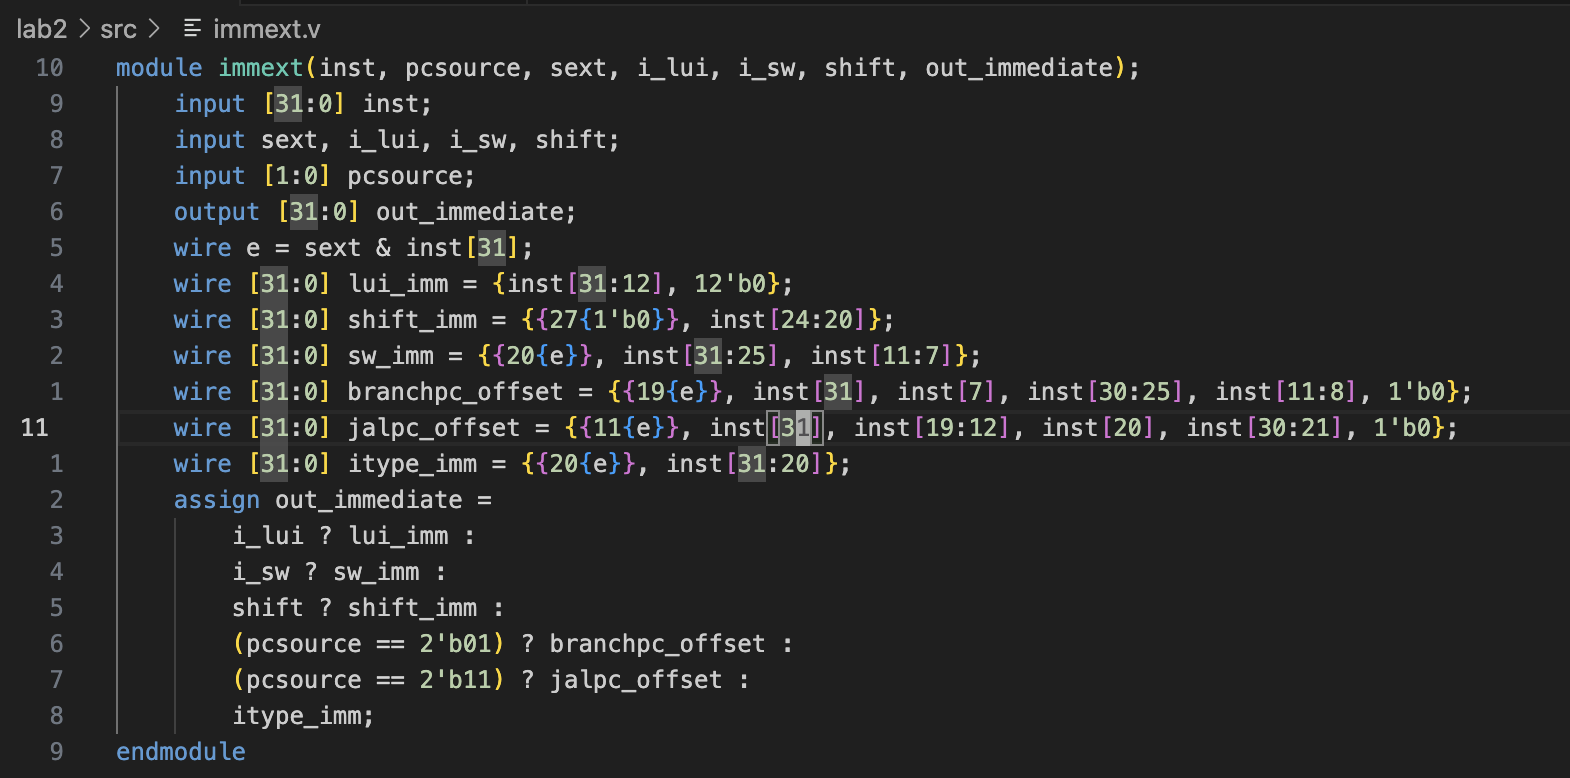 lab2 > src > immext.v
10 module immext(inst, pcsource, sext, i_lui, i_sw, shift, out_immediate);
9 input [31:0] inst;
8 input sext, i_lui, i_sw, shift;
7 input [1:0] pcsource;
6 output [31:0] out_immediate;
5 wire e = sext & inst[31];
4 wire [31:0] lui_imm = {inst[31:12], 12'b0};
3 wire [31:0] shift_imm = {{27{1'b0}}, inst[24:20]};
2 wire [31:0] sw_imm = {{20{e}}, inst[31:25], inst[11:7]};
1 wire [31:0] branchpc_offset = {{19{e}}, inst[31], inst[7], inst[30:25], inst[11:8], 1'b0};
11 wire [31:0] jalpc_offset = {{11{e}}, inst[31], inst[19:12], inst[20], inst[30:21], 1'b0};
1 wire [31:0] itype_imm = {{20{e}}, inst[31:20]};
2 assign out_immediate =
3 i_lui ? lui_imm :
4 i_sw ? sw_imm :
5 shift ? shift_imm :
6 (pcsource == 2'b01) ? branchpc_offset :
7 (pcsource == 2'b11) ? jalpc_offset :
8 itype_imm;
9 endmodule